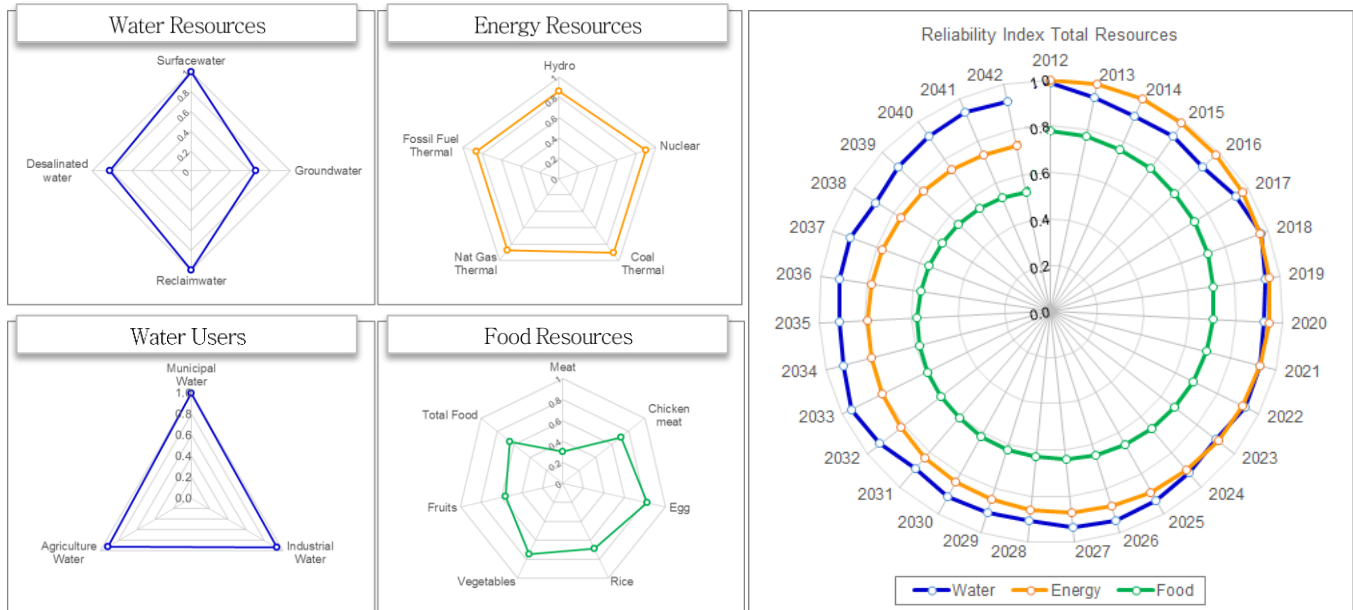 Water Resources
Surfacewater
1
0.8
0.6
0.4
0.2
0
Desalinated
water
Groundwater
Reclaimwater
Energy Resources
Hydro
1
0.8
0.6
0.4
0.2
0
Fossil Fuel
Thermal
Nuclear
Nat Gas
Thermal
Coal
Thermal
Water Users
Municipal
Water
1.0
0.8
0.6
0.4
0.2
0.0
Agriculture
Water
Industrial
Water
Food Resources
Meat
1
0.8
0.6
0.4
0.2
0
Total Food
Chicken
meat
Fruits
Egg
Vegetables
Rice
Reliability Index Total Resources
2012
2013
2014
2015
2016
2017
2018
2019
2020
2021
2022
2023
2024
2025
2026
2027
2028
2029
2030
2031
2032
2033
2034
2035
2036
2037
2038
2039
2040
2041
2042
1.0
0.8
0.6
0.4
0.2
0.0
Water Energy Food